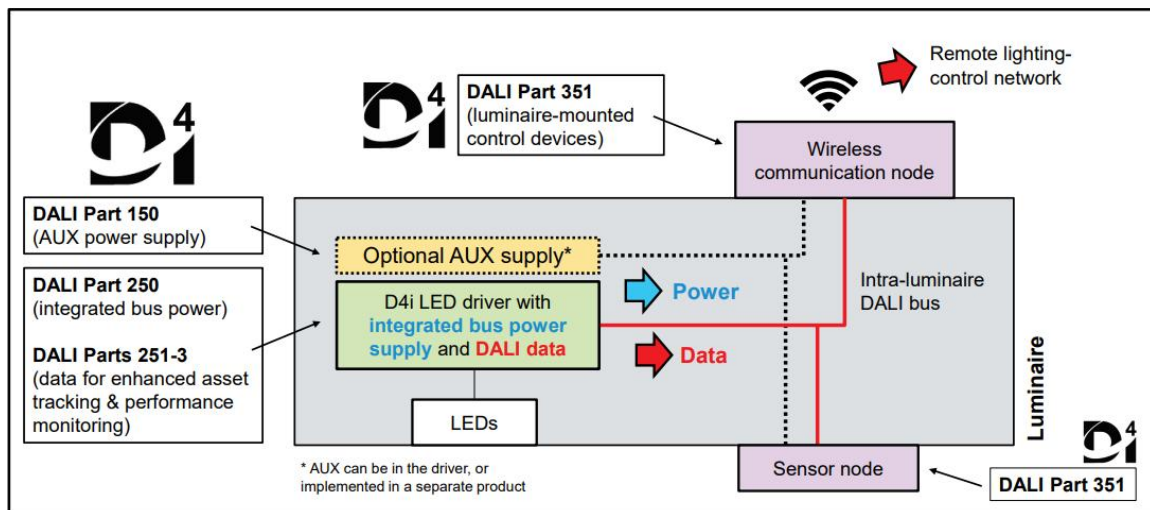 D4i
DALI Part 150
(AUX power supply)
DALI Part 250
(integrated bus power)
DALI Parts 251-3
(data for enhanced asset
tracking & performance
monitoring)
D4i
DALI Part 351
(luminaire-mounted
control devices)
Remote lighting-
control network
Wireless
communication node
Optional AUX supply*
D4i LED driver with
integrated bus power
supply and DALI data
Power
Data
Intra-luminaire
DALI bus
LEDs
* AUX can be in the driver, or
implemented in a separate product
Luminaire
Sensor node
D4i
DALI Part 351